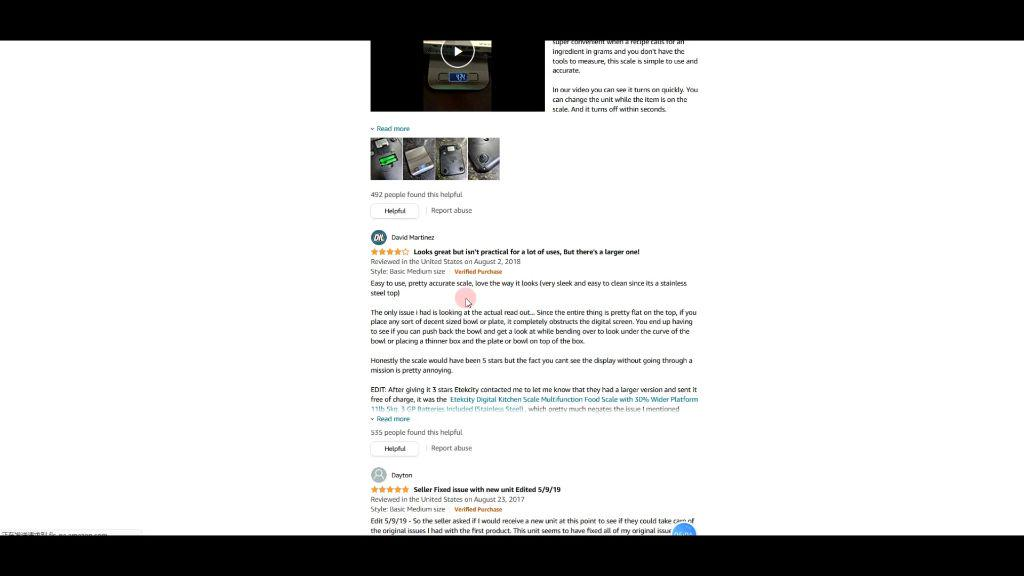 super convenient when a recipe calls for an
ingredient in grams and you don't have the
tools to measure, this scale is simple to use and
accurate.
In our video you can see it turns on quickly. You
can change the unit while the item is on the
scale. And it turns off within seconds.
Read more
492 people found this helpful
Helpful
Report abuse
David Martinez
Looks great but isn't practical for a lot of uses, But there's a larger one!
Reviewed in the United States on August 2, 2018
Style: Basic Medium size
Verified Purchase
Easy to use, pretty accurate scale, love the way it looks (very sleek and easy to clean since its a stainless
steel top)
The only issue i had is looking at the actual read out... Since the entire thing is pretty flat on the top, if you
place any sort of decent sized bowl or plate, it completely obstructs the digital screen. You end up having
to see if you can push back the bowl and get a look at while bending over to look under the curve of the
bowl or placing a thinner box and the plate or bowl on top of the box.
Honestly the scale would have been 5 stars but the fact you cant see the display without going through a
mission is pretty annoying.
EDIT: After giving it 3 stars Etekcity contacted me to let me know that they had a larger version and sent it
free of charge, it was the Etekcity Digital Kitchen Scale Multifunction Food Scale with 30% Wider Platform
11lb 5kg, 3 GP Batteries Included (Stainless Steel), which pretty much negates the issue I mentioned
Read more
535 people found this helpful
Helpful
Report abuse
Dayton
Seller Fixed issue with new unit Edited 5/9/19
Reviewed in the United States on August 23, 2017
Style: Basic Medium size
Verified Purchase
Edit 5/9/19 - So the seller asked if I would receive a new unit at this point to see if they could take care of
the original issues I had with the first product. This unit seems to have fixed all of my original issue